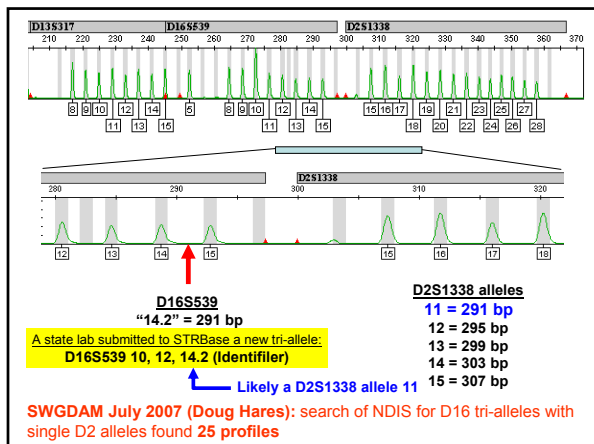 D13S317 D16S539 D2S1338
210 220 230 240 250 260 270 280 290 300 310 320 330 340 350 360 370
8 9 10 12 14 5 8 9 10 12 14 15 16 17 19 21 22 23 25 27
11 13 15 11 13 15 18 20 24 26 28
280 290 300 310 320
D2S1338
12 13 14 15 15 16 17 18
D16S539
"14.2" = 291 bp
A state lab submitted to STRBase a new tri-allele:
D16S539 10, 12, 14.2 (Identifiler)
Likely a D2S1338 allele 11
D2S1338 alleles
11 = 291 bp
12 = 295 bp
13 = 299 bp
14 = 303 bp
15 = 307 bp
SWGDAM July 2007 (Doug Hares): search of NDIS for D16 tri-alleles with
single D2 alleles found 25 profiles